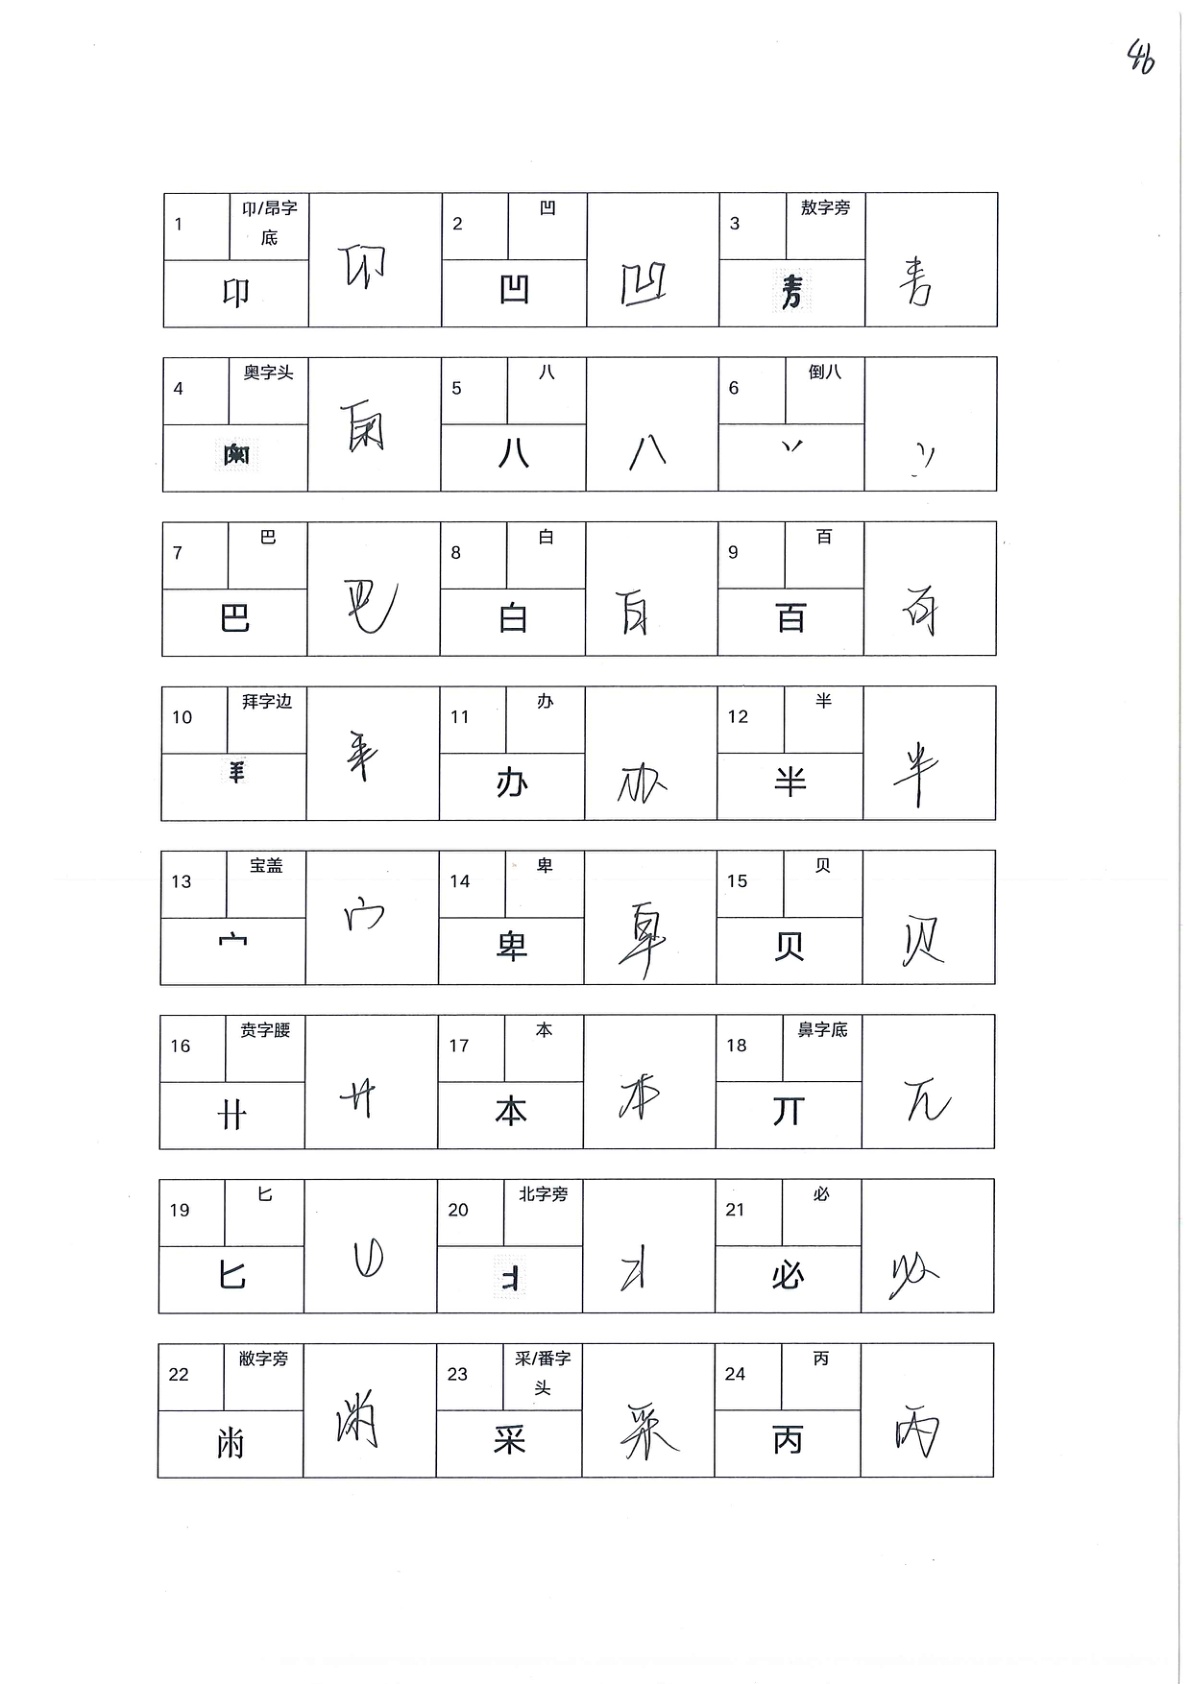 46
1 卬/昂字底 2 凹 3 敖字旁
卬 卬 凹 凹
4 奥字头 5 八 6 倒八
八 八 丷 丷
7 巴 8 白 9 百
巴 巴 白 白 百 百
10 拜字边 11 办 12 半
办 办 半 半
13 宝盖 14 卑 15 贝
宀 宀 卑 卑 贝 贝
16 贲字腰 17 本 18 鼻字底
卄 卄 本 本 丌 丌
19 匕 20 北字旁 21 必
匕 匕 必 必
22 敝字旁 23 采/番字头 24 丙
㡀 㡀 采 采 丙 丙